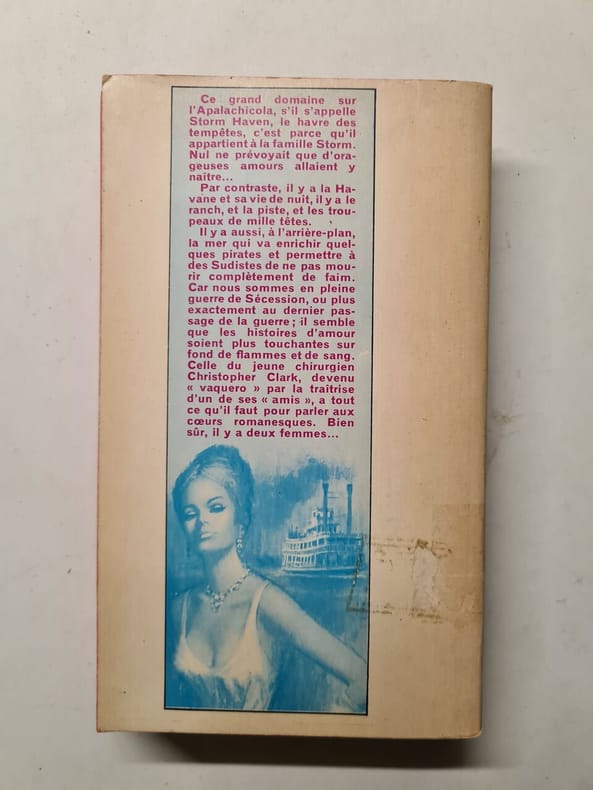 Ce grand domaine sur
l'Apalachicola, s'il s'appelle
Storm Haven, le havre des
tempêtes, c'est parce qu'il
appartient à la famille Storm.
Nul ne prévoyait que d'ora-
geuses amours allaient y
naître...
Par contraste, il y a la Ha-
vane et sa vie de nuit, il y a le
ranch, et la piste, et les trou-
peaux de mille têtes.
Il y a aussi, à l'arrière-plan,
la mer qui va enrichir quel-
ques pirates et permettre à
des Sudistes de ne pas mou-
rir complètement de faim.
Car nous sommes en pleine
guerre de Sécession, ou plus
exactement au dernier pas-
sage de la guerre ; il semble
que les histoires d'amour
soient plus touchantes sur
fond de flammes et de sang.
Celle du jeune chirurgien
Christopher Clark, devenu
« vaquero » par la traîtrise
d'un de ses « amis », a tout
ce qu'il faut pour parler aux
cœurs romanesques. Bien
sûr, il y a deux femmes...